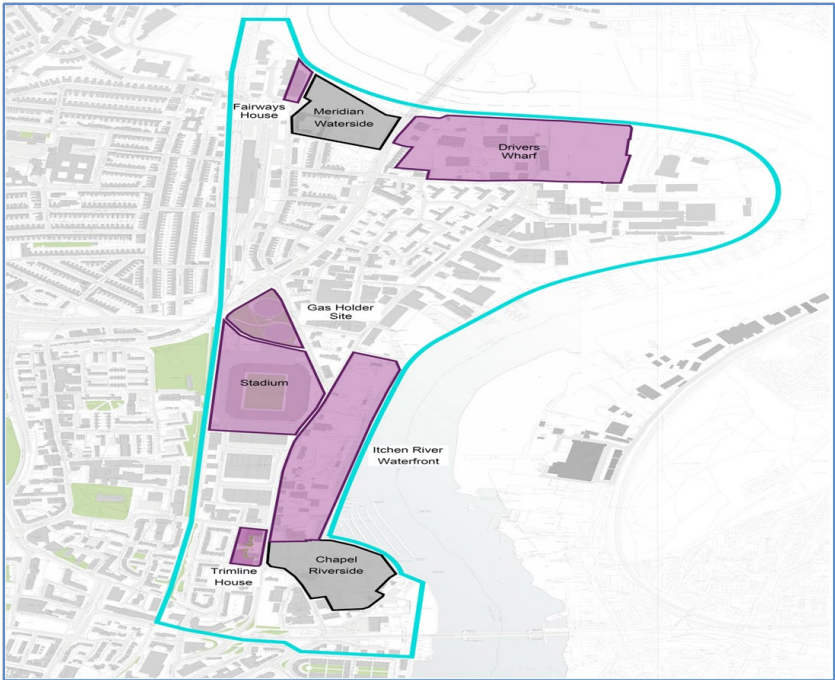 Fairways
House
Meridian
Waterside
Drivers
Wharf
Gas Holder
Site
Stadium
Itchen River
Waterfront
Trimline
House
Chapel
Riverside